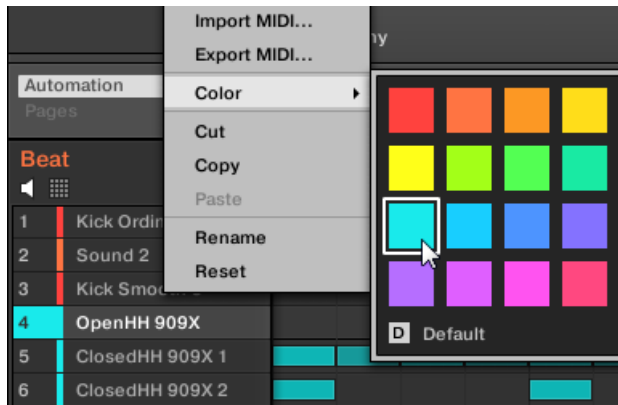 Import MIDI...
Export MIDI...
Automation
Color
Pages
Cut
Beat
Copy
Paste
1 Kick Ordin
Rename
2 Sound 2
Reset
3 Kick Smo
4 OpenHH 909X
D Default
5 ClosedHH 909X 1
6 ClosedHH 909X 2